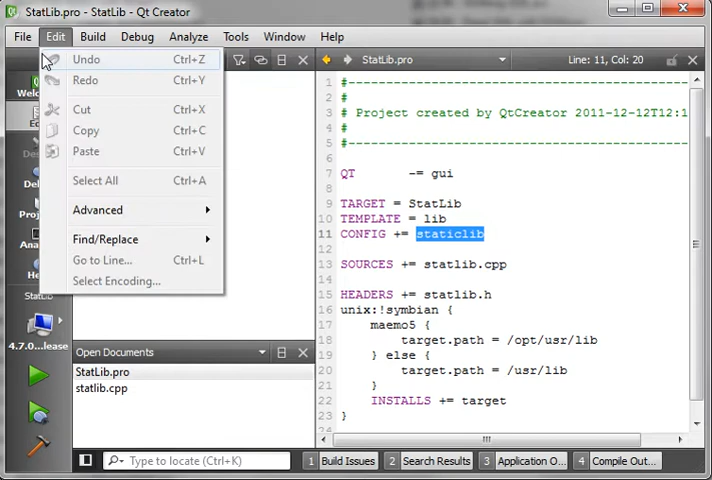 StatLib.pro - StatLib - Qt Creator
File Edit Build Debug Analyze Tools Window Help
Undo Ctrl+Z
Redo Ctrl+Y
Cut Ctrl+X
Copy Ctrl+C
Paste Ctrl+V
Select All Ctrl+A
Advanced
Find/Replace
Go to Line... Ctrl+L
Select Encoding...
StatLib
4.7.0...lease
Open Documents
StatLib.pro
statlib.cpp
StatLib.pro Line: 11, Col: 20
1 #--------------------------------------------------
2 #
3 # Project created by QtCreator 2011-12-12T12:1
4 #
5 #--------------------------------------------------
6
7 QT -= gui
8
9 TARGET = StatLib
10 TEMPLATE = lib
11 CONFIG += staticlib
12
13 SOURCES += statlib.cpp
14
15 HEADERS += statlib.h
16 unix:!symbian {
17 maemo5 {
18 target.path = /opt/usr/lib
19 } else {
20 target.path = /usr/lib
21 }
22 INSTALLS += target
23 }
Type to locate (Ctrl+K) 1 Build Issues 2 Search Results 3 Application O... 4 Compile Out...